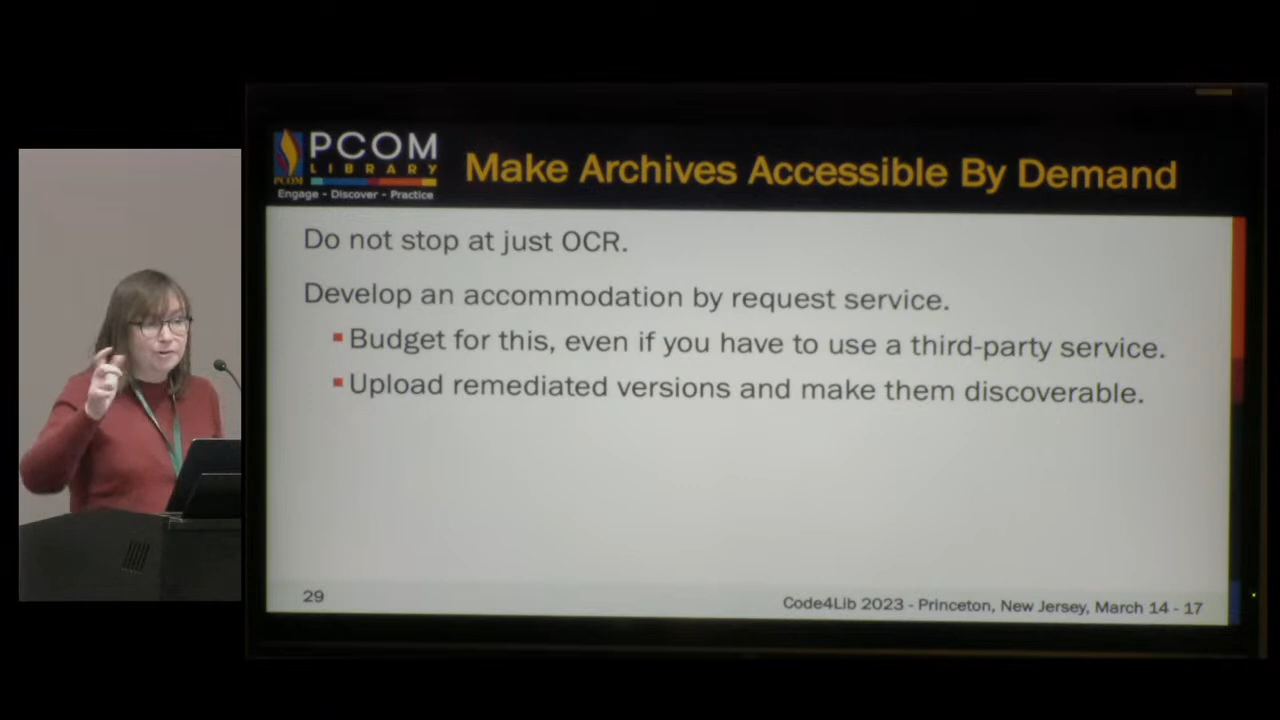 PCOM
LIBRARY
PCOM
Engage - Discover - Practice
Make Archives Accessible By Demand
Do not stop at just OCR.
Develop an accommodation by request service.
Budget for this, even if you have to use a third-party service.
Upload remediated versions and make them discoverable.
29
Code4Lib 2023 - Princeton, New Jersey, March 14 - 17